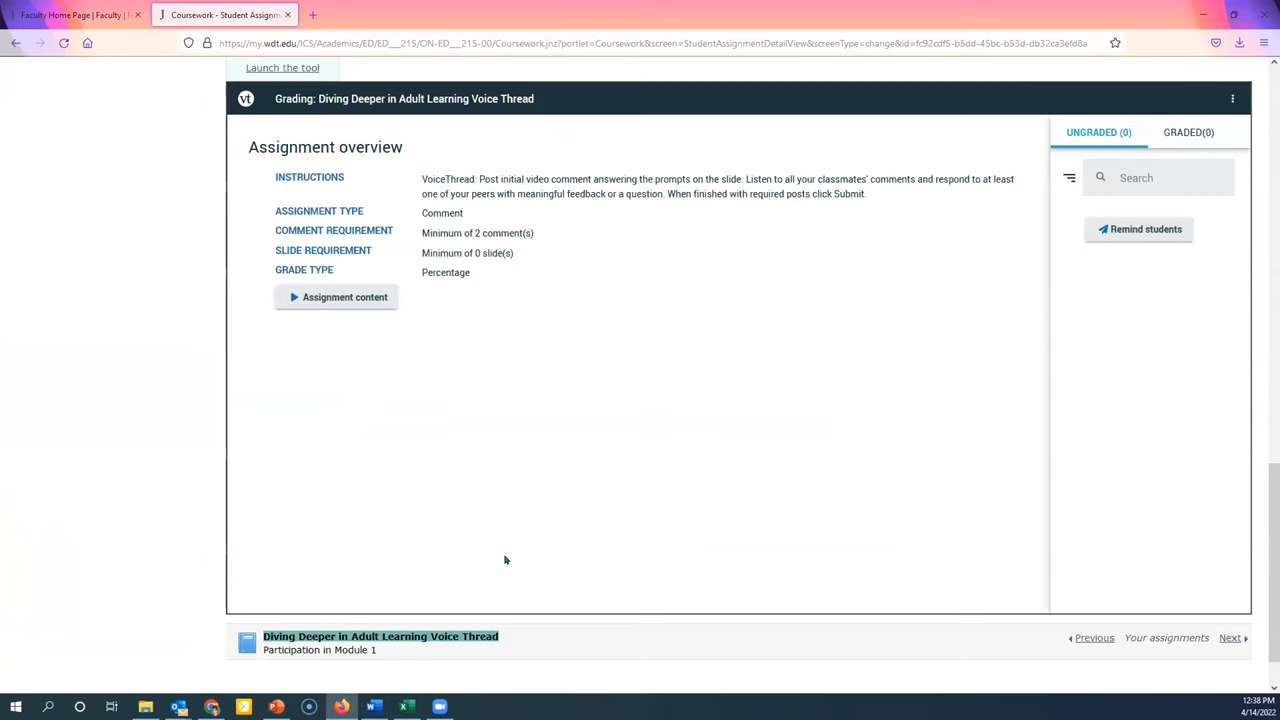 Faculty Home Page | Faculty |
J Coursework - Student Assignm
https://my.wdt.edu/ICS/Academics/ED/ED__215/ON-ED__215-00/Coursework.jnz?portlet=Coursework&screen=StudentAssignmentDetailView&screenType=change&id=fc92cdf5-b5dd-45bc-b53d-db32ca3efd8a
Launch the tool
vt Grading: Diving Deeper in Adult Learning Voice Thread
UNGRADED (0) GRADED(0)
Assignment overview
INSTRUCTIONS VoiceThread: Post initial video comment answering the prompts on the slide. Listen to all your classmates' comments and respond to at least
one of your peers with meaningful feedback or a question. When finished with required posts click Submit.
Search
ASSIGNMENT TYPE Comment
COMMENT REQUIREMENT Minimum of 2 comment(s)
Remind students
SLIDE REQUIREMENT Minimum of 0 slide(s)
GRADE TYPE Percentage
Assignment content
Diving Deeper in Adult Learning Voice Thread
Participation in Module 1
Previous Your assignments Next
12:38 PM
4/14/2022